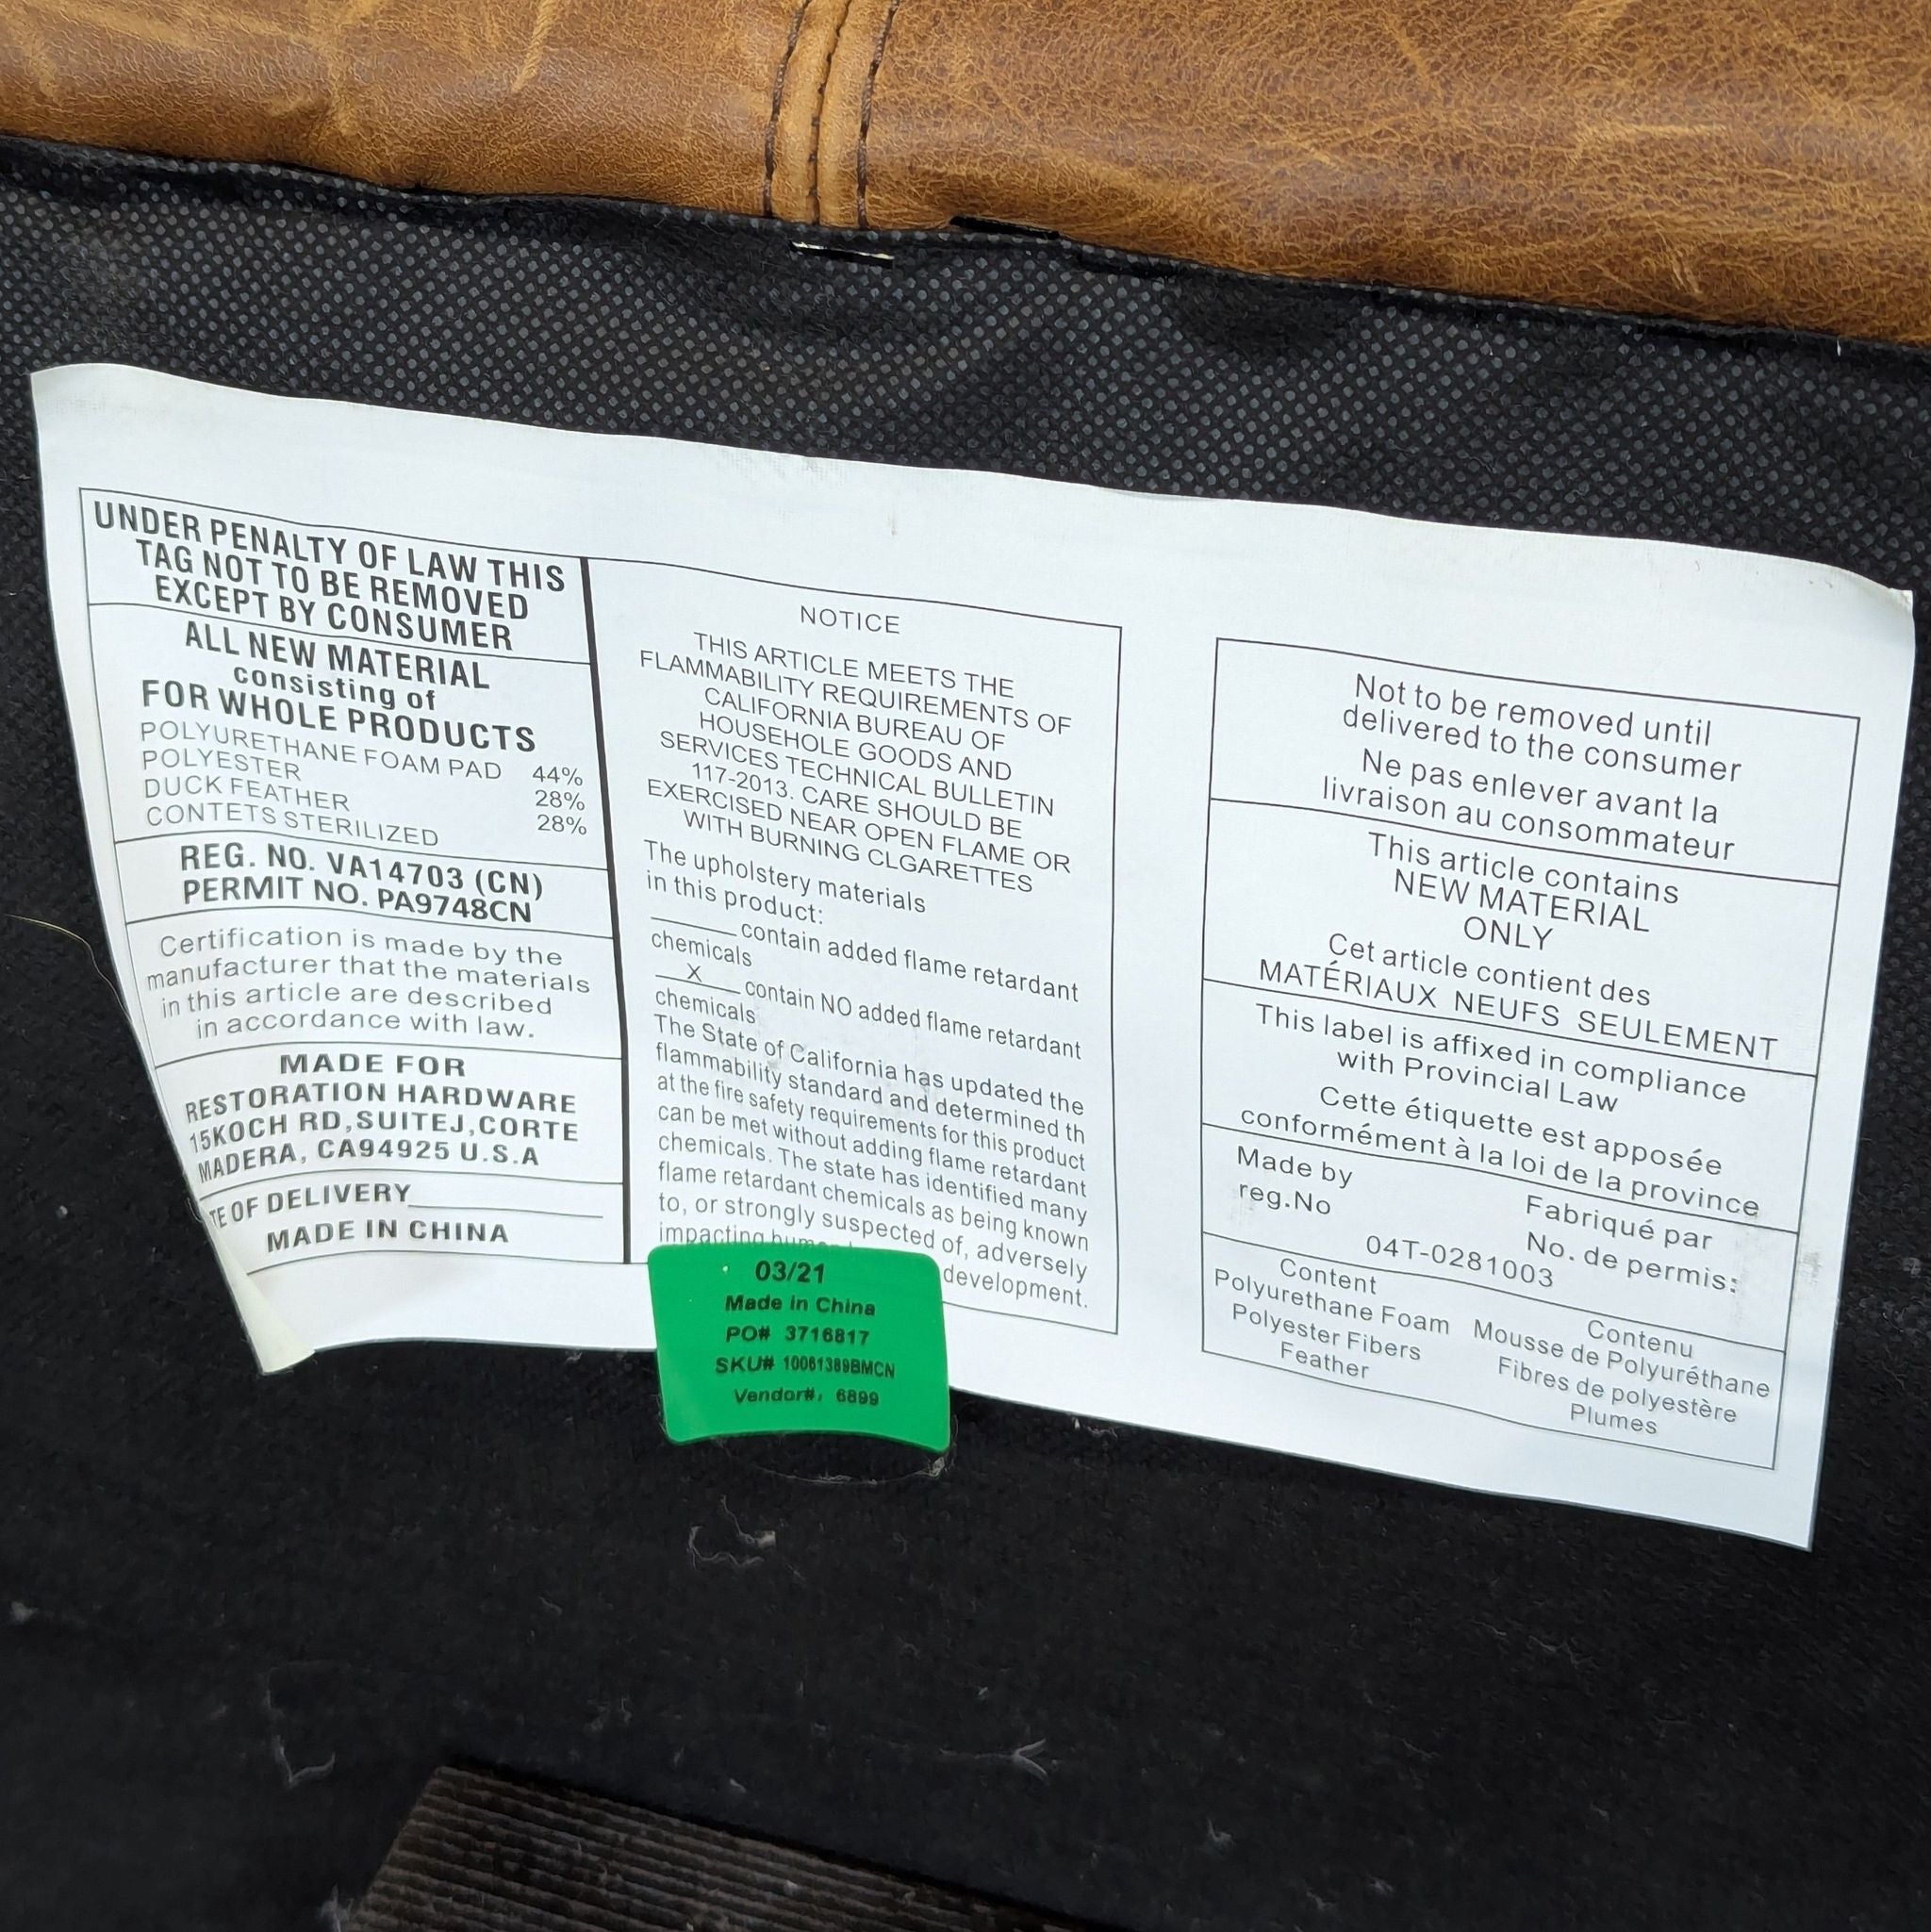 UNDER PENALTY OF LAW THIS
TAG NOT TO BE REMOVED
EXCEPT BY CONSUMER
ALL NEW MATERIAL
consisting of
FOR WHOLE PRODUCTS
POLYURETHANE FOAM PAD 44%
POLYESTER 28%
DUCK FEATHER 28%
CONTETS STERILIZED
REG. NO. VA14703 (CN)
PERMIT NO. PA9748CN
Certification is made by the
manufacturer that the materials
in this article are described
in accordance with law.
MADE FOR
RESTORATION HARDWARE
15KOCH RD,SUITEJ,CORTE
MADERA, CA94925 U.S.A
TE OF DELIVERY
MADE IN CHINA
NOTICE
THIS ARTICLE MEETS THE
FLAMMABILITY REQUIREMENTS OF
CALIFORNIA BUREAU OF
HOUSEHOLD GOODS AND
SERVICES TECHNICAL BULLETIN
117-2013. CARE SHOULD BE
EXERCISED NEAR OPEN FLAME OR
WITH BURNING CLGARETTES
The upholstery materials
in this product:
contain added flame retardant
chemicals
X contain NO added flame retardant
chemicals
The State of California has updated the
flammability standard and determined th
at the fire safety requirements for this product
can be met without adding flame retardant
chemicals. The state has identified many
flame retardant chemicals as being known
to, or strongly suspected of, adversely
impacting
development.
03/21
Made in China
PO# 3716817
SKU# 10061389BMCN
Vendor#: 6899
Not to be removed until
delivered to the consumer
Ne pas enlever avant la
livraison au consommateur
This article contains
NEW MATERIAL
ONLY
Cet article contient des
MATÉRIAUX NEUFS SEULEMENT
This label is affixed in compliance
with Provincial Law
Cette étiquette est apposée
conformément à la loi de la province
Made by Fabriqué par
reg.No No. de permis:
04T-0281003
Content Contenu
Polyurethane Foam Mousse de Polyuréthane
Polyester Fibers Fibres de polyestère
Feather Plumes